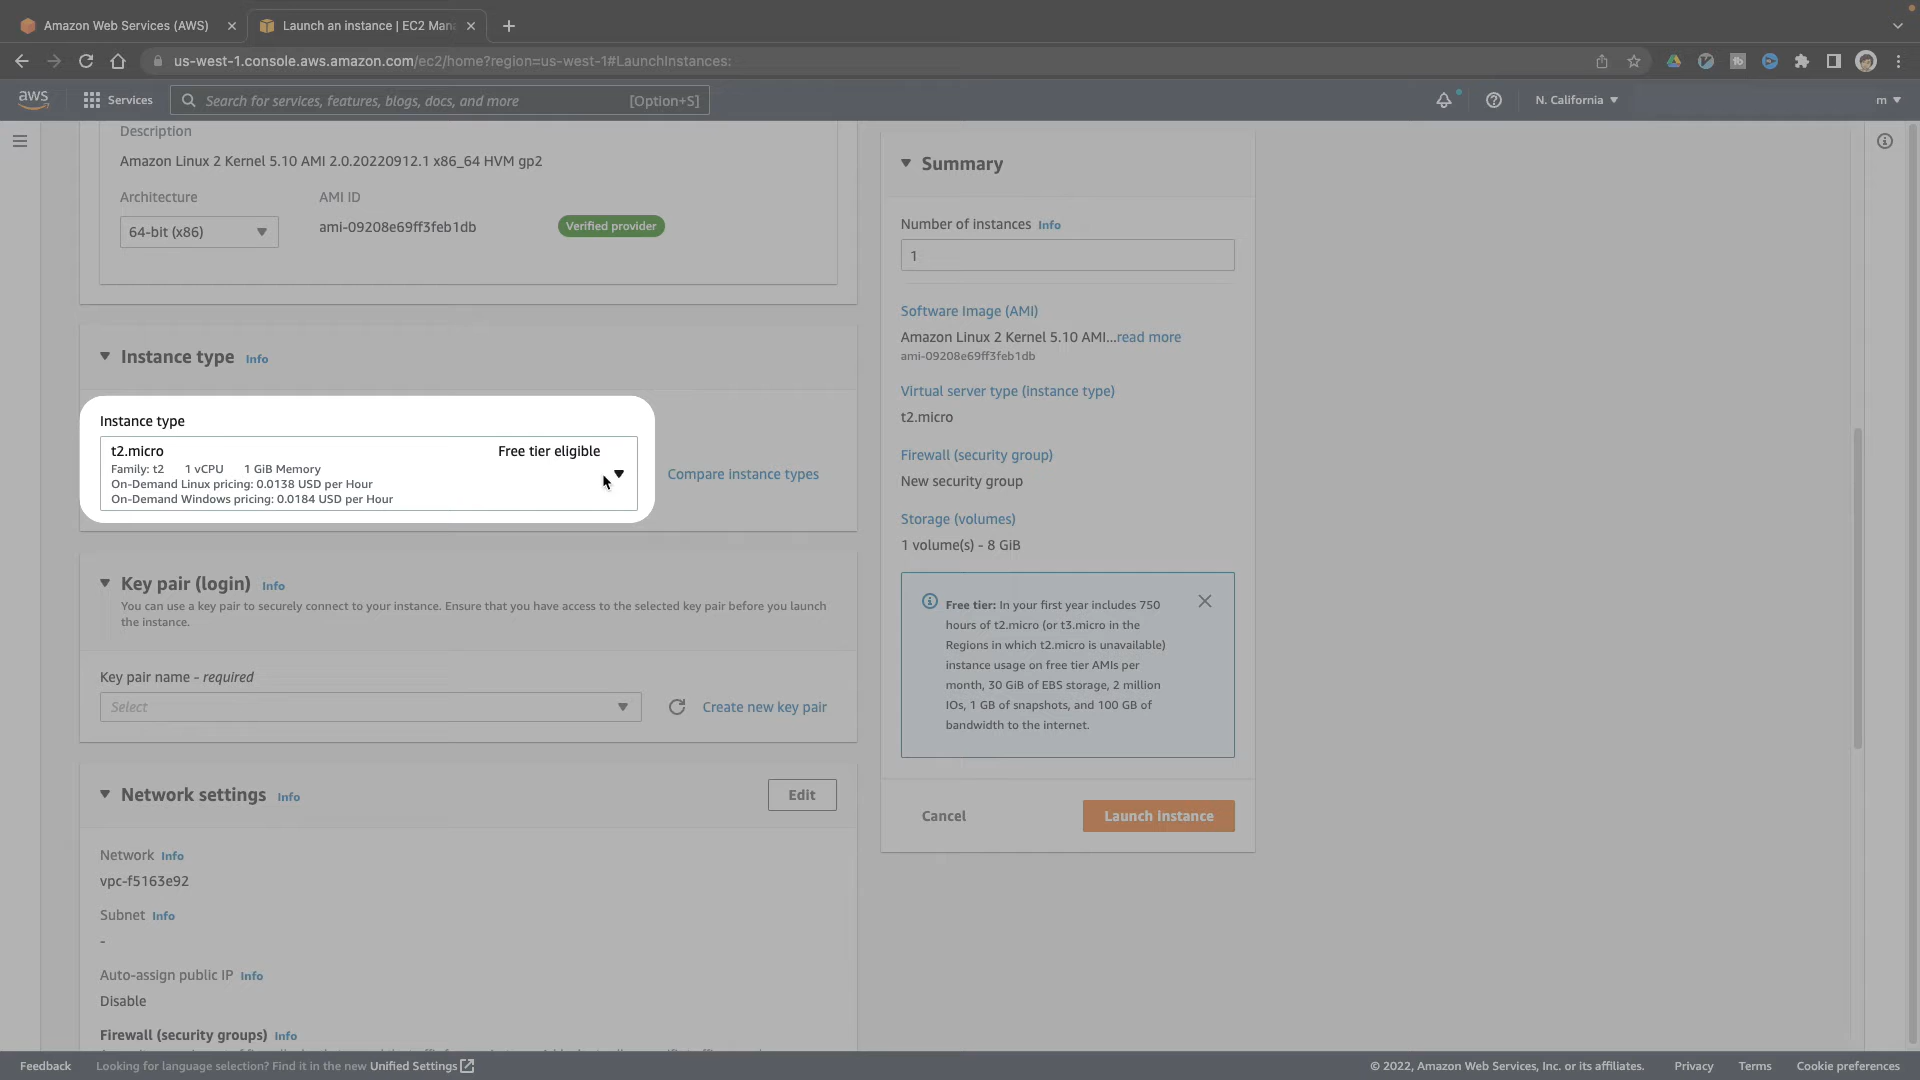 Amazon Web Services (AWS)
Launch an instance | EC2 Man
us-west-1.console.aws.amazon.com/ec2/home?region=us-west-1#LaunchInstances:
aws
Services
Search for services, features, blogs, docs, and more
[Option+S]
N. California
m
Description
Amazon Linux 2 Kernel 5.10 AMI 2.0.20220912.1 x86_64 HVM gp2
Architecture
AMI ID
64-bit (x86)
ami-09208e69ff3feb1db
Verified provider
Instance type Info
Instance type
t2.micro
Free tier eligible
Family: t2 1 vCPU 1 GiB Memory
On-Demand Linux pricing: 0.0138 USD per Hour
On-Demand Windows pricing: 0.0184 USD per Hour
Compare instance types
Key pair (login) Info
You can use a key pair to securely connect to your instance. Ensure that you have access to the selected key pair before you launch
the instance.
Key pair name - required
Select
Create new key pair
Network settings Info
Edit
Network Info
vpc-f5163e92
Subnet Info
-
Auto-assign public IP Info
Disable
Firewall (security groups) Info
Summary
Number of instances Info
1
Software Image (AMI)
Amazon Linux 2 Kernel 5.10 AMI...read more
ami-09208e69ff3feb1db
Virtual server type (instance type)
t2.micro
Firewall (security group)
New security group
Storage (volumes)
1 volume(s) - 8 GiB
Free tier: In your first year includes 750
hours of t2.micro (or t3.micro in the
Regions in which t2.micro is unavailable)
instance usage on free tier AMIs per
month, 30 GiB of EBS storage, 2 million
IOs, 1 GB of snapshots, and 100 GB of
bandwidth to the internet.
Cancel
Launch instance
Feedback
Looking for language selection? Find it in the new Unified Settings
© 2022, Amazon Web Services, Inc. or its affiliates.
Privacy
Terms
Cookie preferences